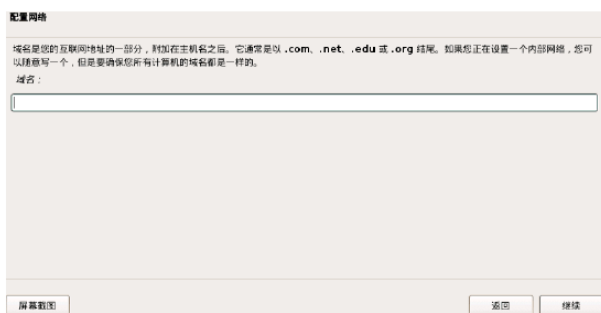 配置网络
域名是您的互联网地址的一部分，附加在主机名之后。它通常是以 .com、.net、.edu 或 .org 结尾。如果您正在设置一个内部网络，您可
以随意写一个，但是要确保您所有计算机的域名都是一样的。
域名：
屏幕截图
返回
继续